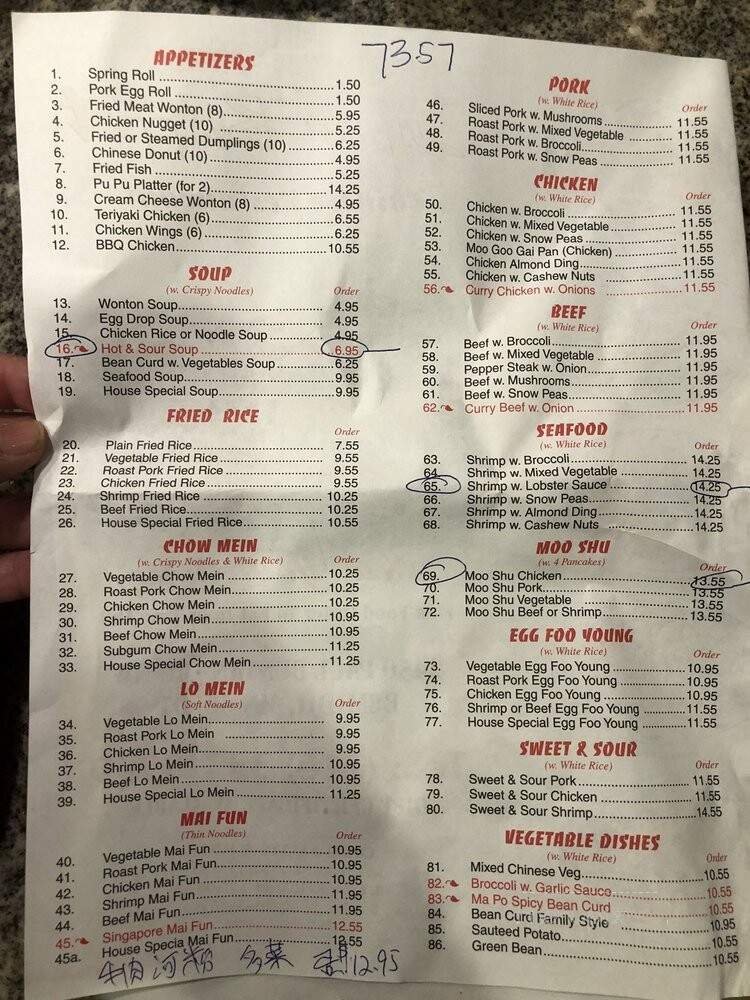 73.57
APPETIZERS
1. Spring Roll 1.50
2. Pork Egg Roll 1.50
3. Fried Meat Wonton (8) 5.95
4. Chicken Nugget (10) 5.25
5. Fried or Steamed Dumplings (10) 6.25
6. Chinese Donut (10) 4.95
7. Fried Fish 5.25
8. Pu Pu Platter (for 2) 14.25
9. Cream Cheese Wonton (8) 4.95
10. Teriyaki Chicken (6) 6.55
11. Chicken Wings (6) 6.25
12. BBQ Chicken 10.55
SOUP
(w. Crispy Noodles) Order
13. Wonton Soup 4.95
14. Egg Drop Soup 4.95
15. Chicken Rice or Noodle Soup 4.95
16. Hot & Sour Soup 6.95
17. Bean Curd w. Vegetables Soup 6.25
18. Seafood Soup 9.95
19. House Special Soup 9.95
FRIED RICE
Order
20. Plain Fried Rice 7.55
21. Vegetable Fried Rice 9.55
22. Roast Pork Fried Rice 9.55
23. Chicken Fried Rice 9.55
24. Shrimp Fried Rice 10.25
25. Beef Fried Rice 10.25
26. House Special Fried Rice 10.55
CHOW MEIN
(w. Crispy Noodles & White Rice) Order
27. Vegetable Chow Mein 10.25
28. Roast Pork Chow Mein 10.25
29. Chicken Chow Mein 10.25
30. Shrimp Chow Mein 10.95
31. Beef Chow Mein 10.95
32. Subgum Chow Mein 11.25
33. House Special Chow Mein 11.25
LO MEIN
(Soft Noodles) Order
34. Vegetable Lo Mein 9.95
35. Roast Pork Lo Mein 9.95
36. Chicken Lo Mein 9.95
37. Shrimp Lo Mein 10.95
38. Beef Lo Mein 10.95
39. House Special Lo Mein 11.25
MAI FUN
(Thin Noodles) Order
40. Vegetable Mai Fun 10.95
41. Roast Pork Mai Fun 10.95
42. Chicken Mai Fun 10.95
43. Shrimp Mai Fun 11.95
44. Beef Mai Fun 11.95
45. Singapore Mai Fun 12.55
45a. House Specia Mai Fun 12.55
河粉 多菜 12.95
PORK
(w. White Rice) Order
46. Sliced Pork w. Mushrooms 11.55
47. Roast Pork w. Mixed Vegetable 11.55
48. Roast Pork w. Broccoli 11.55
49. Roast Pork w. Snow Peas 11.55
CHICKEN
(w. White Rice) Order
50. Chicken w. Broccoli 11.55
51. Chicken w. Mixed Vegetable 11.55
52. Chicken w. Snow Peas 11.55
53. Moo Goo Gai Pan (Chicken) 11.55
54. Chicken Almond Ding 11.55
55. Chicken w. Cashew Nuts 11.55
56. Curry Chicken w. Onions 11.55
BEEF
(w. White Rice) Order
57. Beef w. Broccoli 11.95
58. Beef w. Mixed Vegetable 11.95
59. Pepper Steak w. Onion 11.95
60. Beef w. Mushrooms 11.95
61. Beef w. Snow Peas 11.95
62. Curry Beef w. Onion 11.95
SEAFOOD
(w. White Rice) Order
63. Shrimp w. Broccoli 14.25
64. Shrimp w. Mixed Vegetable 14.25
65. Shrimp w. Lobster Sauce 14.25
66. Shrimp w. Snow Peas 14.25
67. Shrimp w. Almond Ding 14.25
68. Shrimp w. Cashew Nuts 14.25
MOO SHU
(w. 4 Pancakes) Order
69. Moo Shu Chicken 13.55
70. Moo Shu Pork 13.55
71. Moo Shu Vegetable 13.55
72. Moo Shu Beef or Shrimp 13.55
EGG FOO YOUNG
(w. White Rice) Order
73. Vegetable Egg Foo Young 10.95
74. Roast Pork Egg Foo Young 10.95
75. Chicken Egg Foo Young 10.95
76. Shrimp or Beef Egg Foo Young 11.55
77. House Special Egg Foo Young 11.55
SWEET & SOUR
(w. White Rice) Order
78. Sweet & Sour Pork 11.55
79. Sweet & Sour Chicken 11.55
80. Sweet & Sour Shrimp 14.55
VEGETABLE DISHES
(w. White Rice) Order
81. Mixed Chinese Veg 10.55
82. Broccoli w. Garlic Sauce 10.55
83. Ma Po Spicy Bean Curd 10.55
84. Bean Curd Family Style 10.95
85. Sauteed Potato 10.55
86. Green Bean 10.55